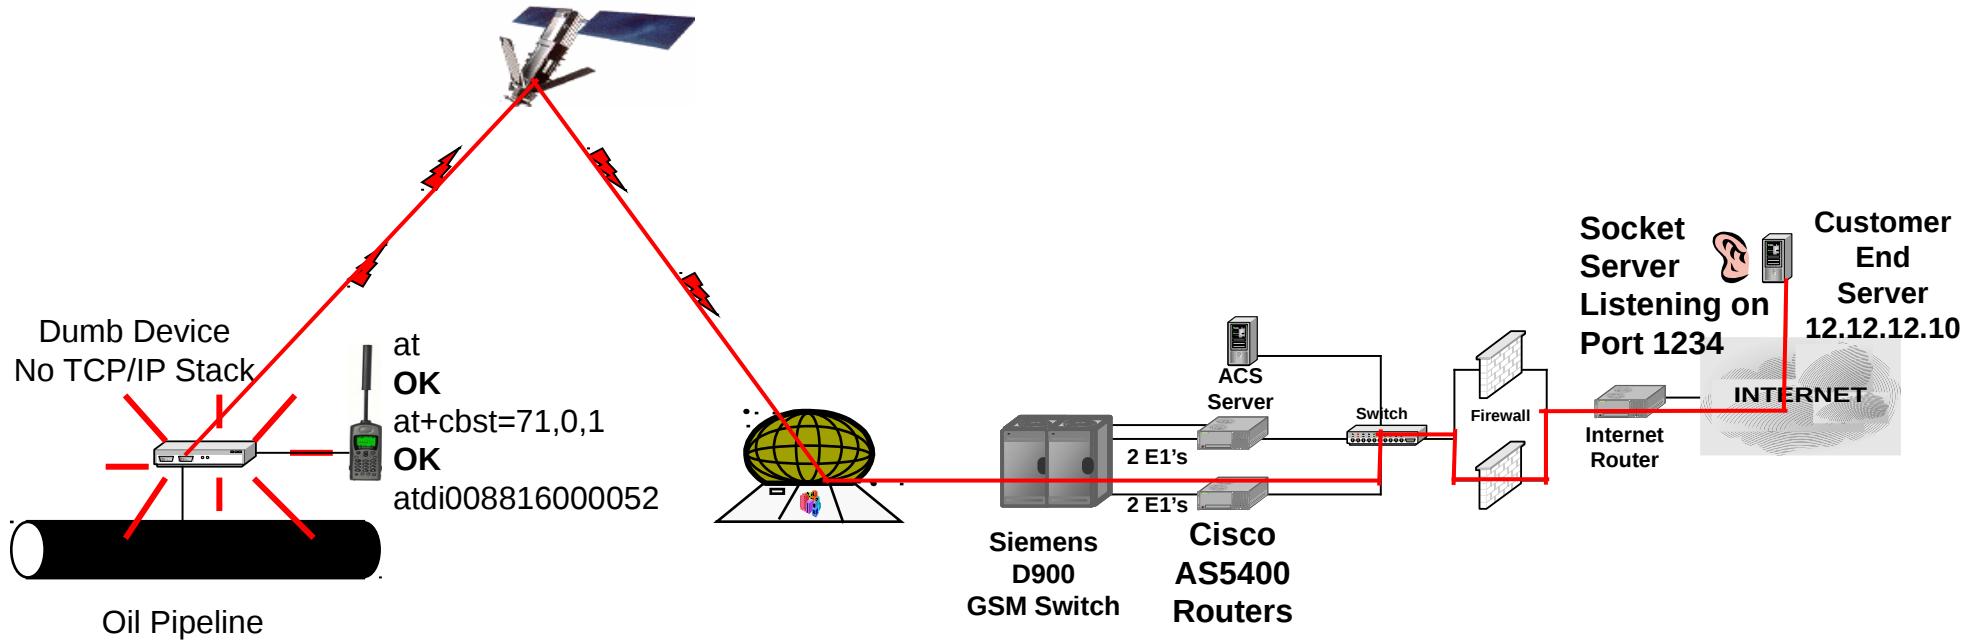 Dumb Device
No TCP/IP Stack
at
OK
at+cbst=71,0,1
OK
atdi008816000052
Oil Pipeline
Siemens
D900
GSM Switch
2 E1's
2 E1's
ACS
Server
Cisco
AS5400
Routers
Switch
Firewall
Internet
Router
Socket
Server
Listening on
Port 1234
Customer
End
Server
12.12.12.10
INTERNET